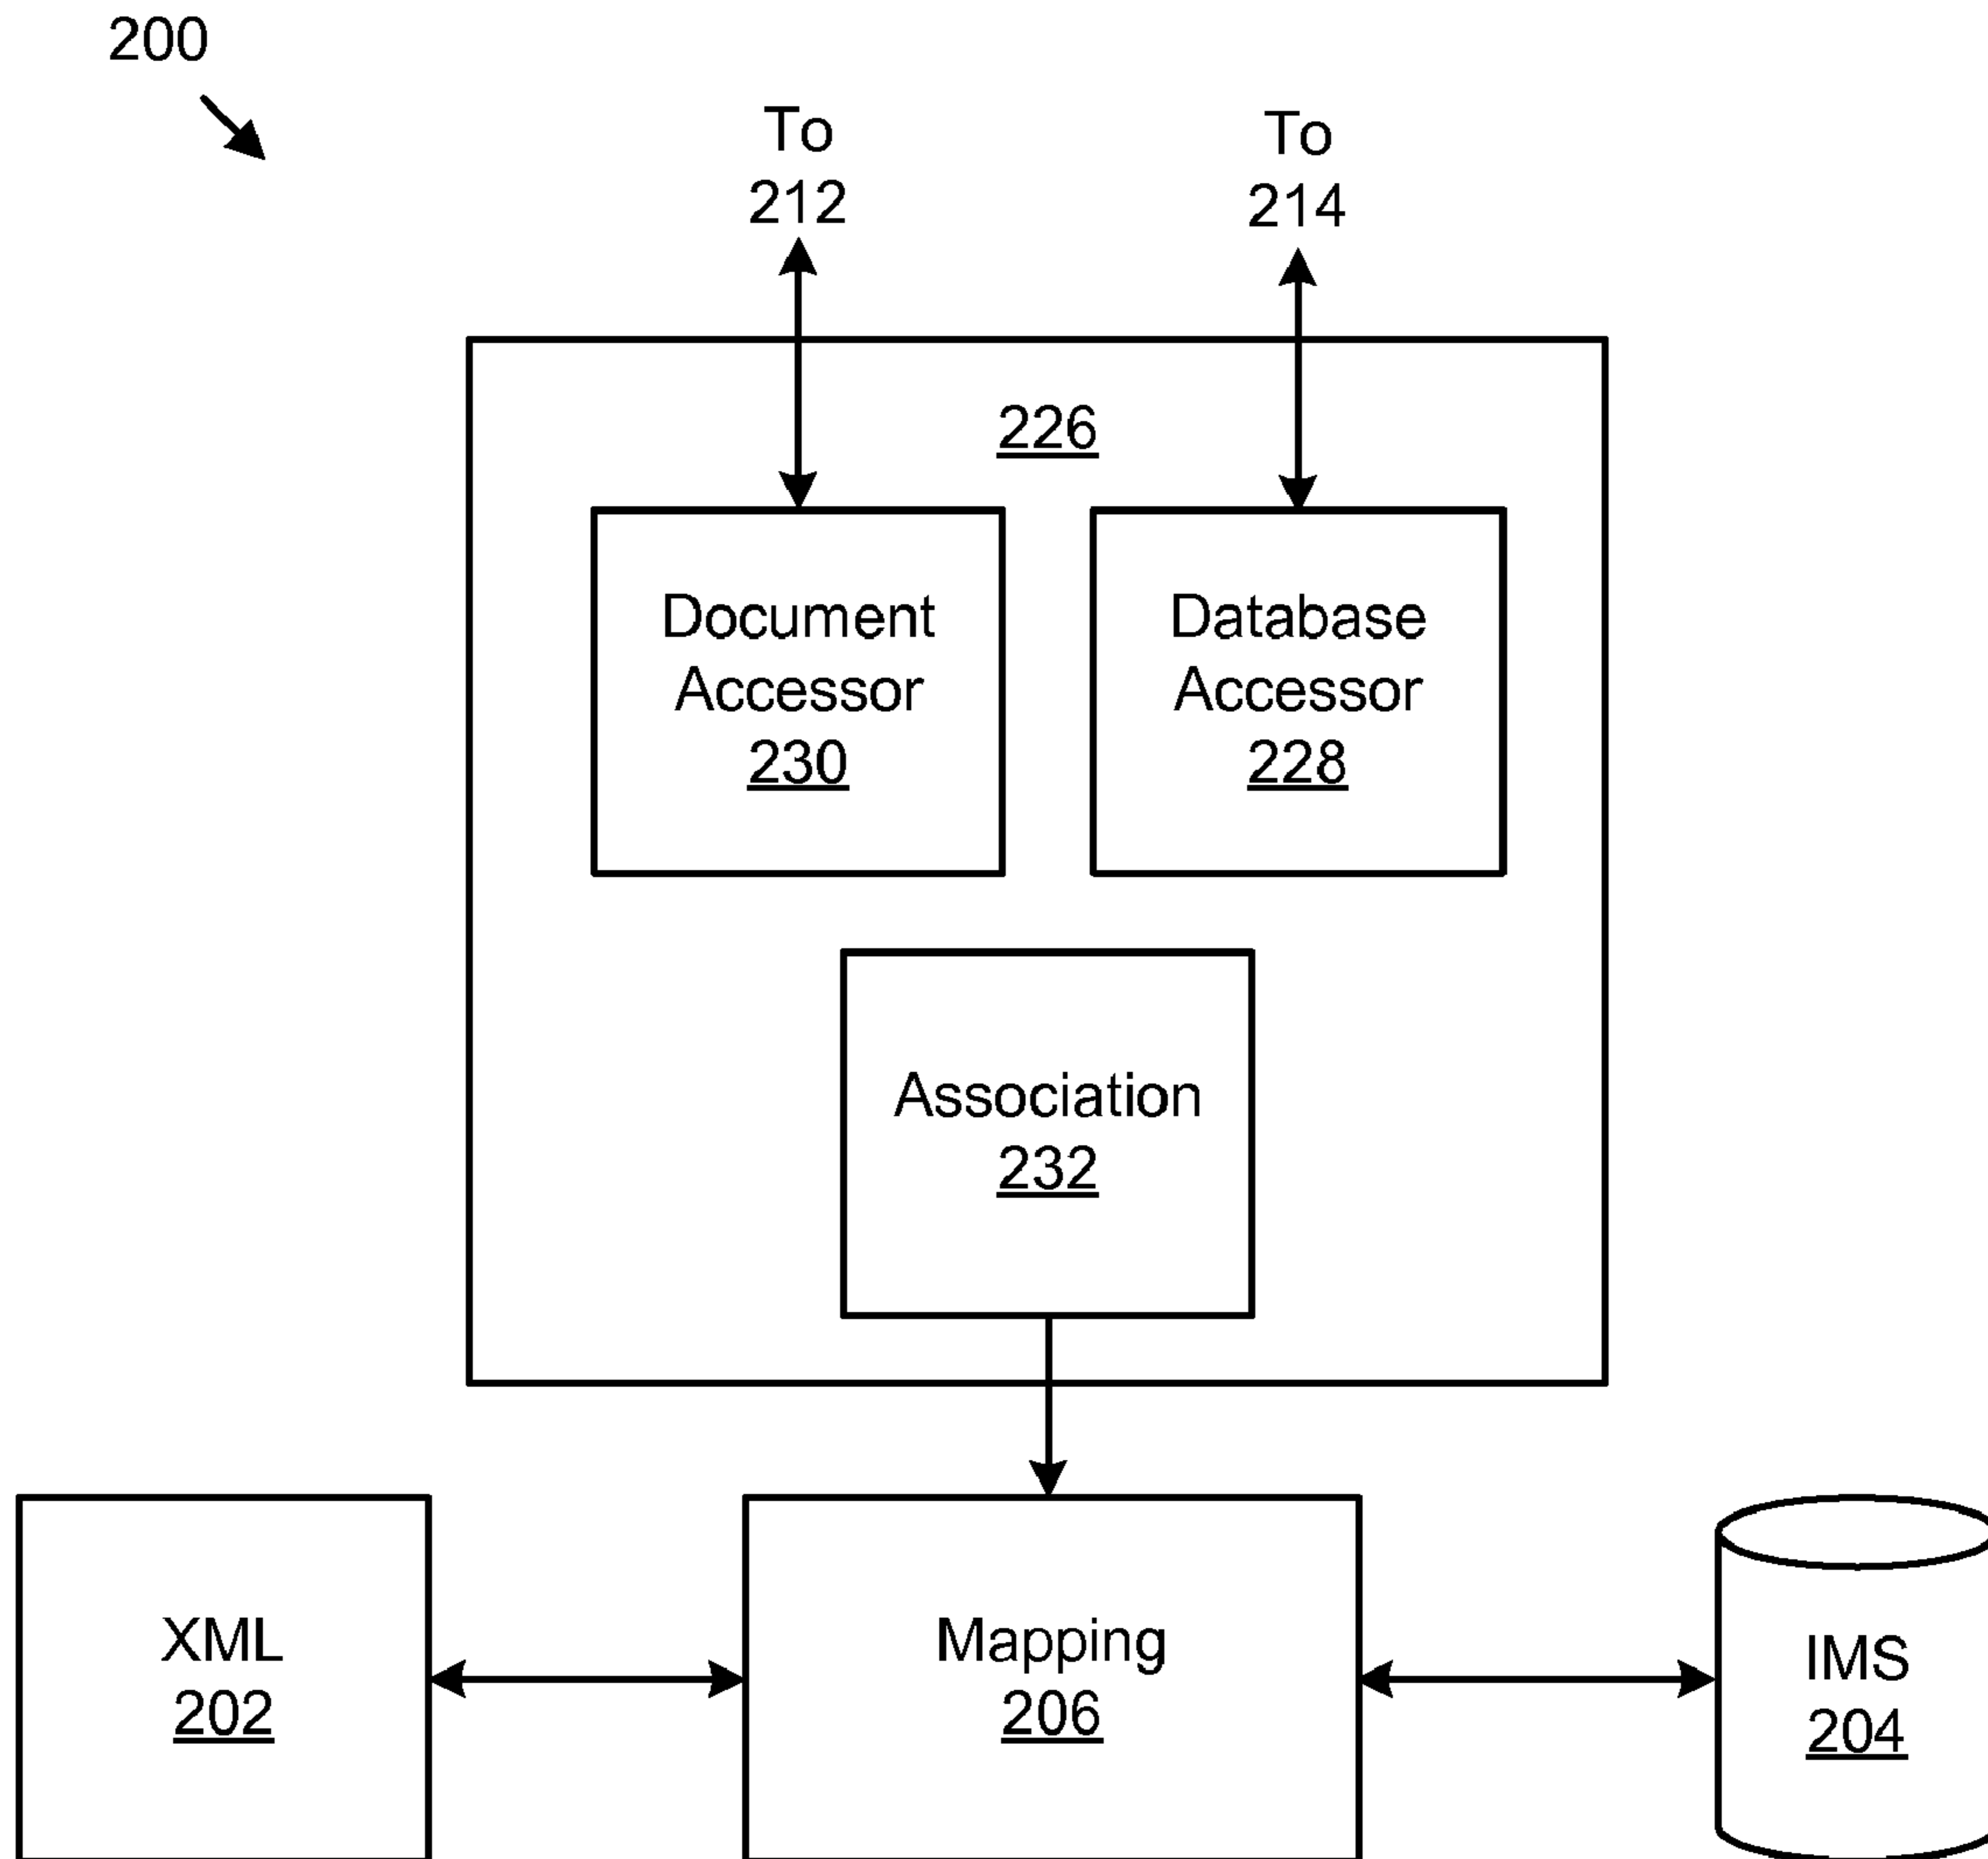 200
To
212
To
214
226
Document
Accessor
230
Database
Accessor
228
Association
232
XML
202
Mapping
206
IMS
204